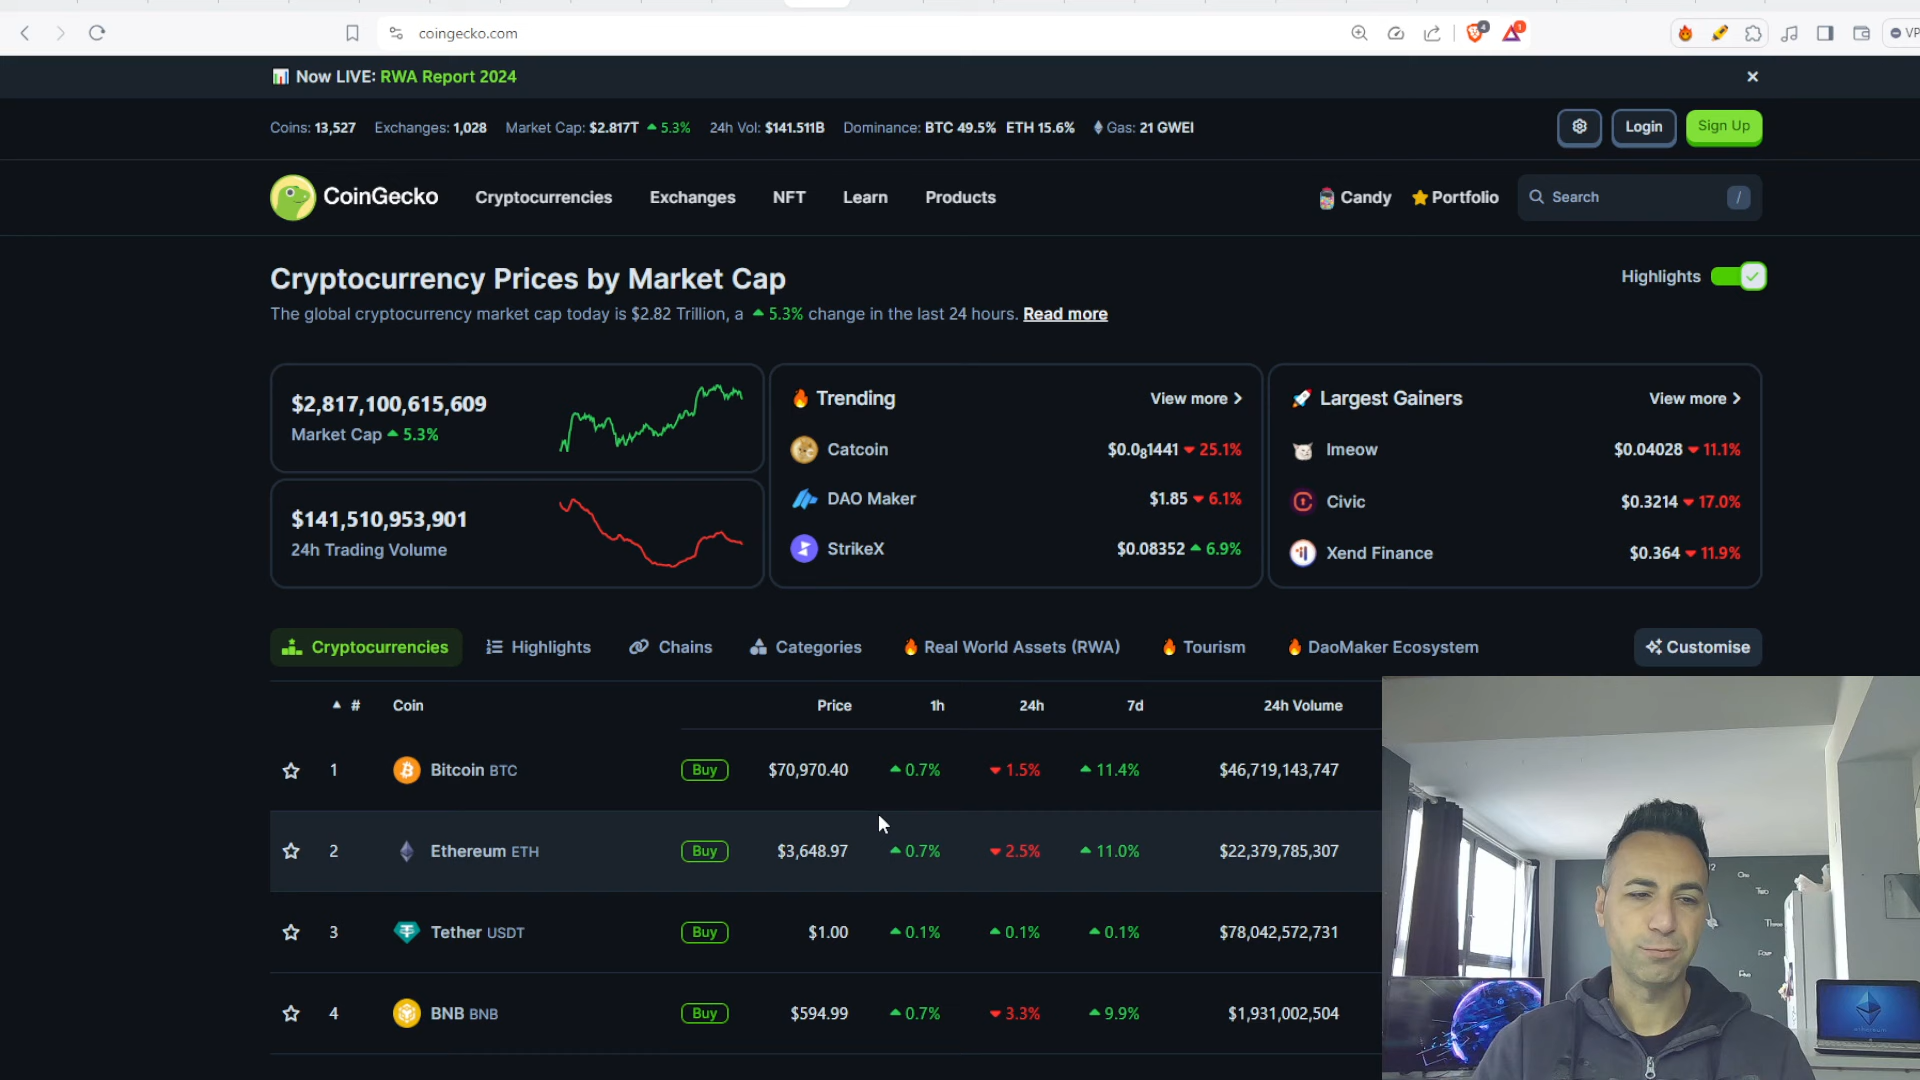 coingecko.com
4
1
VP
Now LIVE: RWA Report 2024
Coins: 13,527 Exchanges: 1,028 Market Cap: $2.817T 5.3% 24h Vol: $141.511B Dominance: BTC 49.5% ETH 15.6% Gas: 21 GWEI
Login
Sign Up
CoinGecko
Cryptocurrencies Exchanges NFT Learn Products
Candy Portfolio
Search /
Cryptocurrency Prices by Market Cap
Highlights
The global cryptocurrency market cap today is $2.82 Trillion, a 5.3% change in the last 24 hours. Read more
$2,817,100,615,609
Market Cap 5.3%
$141,510,953,901
24h Trading Volume
Trending View more
Catcoin $0.0₈1441 25.1%
DAO Maker $1.85 6.1%
StrikeX $0.08352 6.9%
Largest Gainers View more
lmeow $0.04028 11.1%
Civic $0.3214 17.0%
Xend Finance $0.364 11.9%
Cryptocurrencies Highlights Chains Categories Real World Assets (RWA) Tourism DaoMaker Ecosystem Customise
# Coin Price 1h 24h 7d 24h Volume
1 Bitcoin BTC Buy $70,970.40 0.7% 1.5% 11.4% $46,719,143,747
2 Ethereum ETH Buy $3,648.97 0.7% 2.5% 11.0% $22,379,785,307
3 Tether USDT Buy $1.00 0.1% 0.1% 0.1% $78,042,572,731
4 BNB BNB Buy $594.99 0.7% 3.3% 9.9% $1,931,002,504